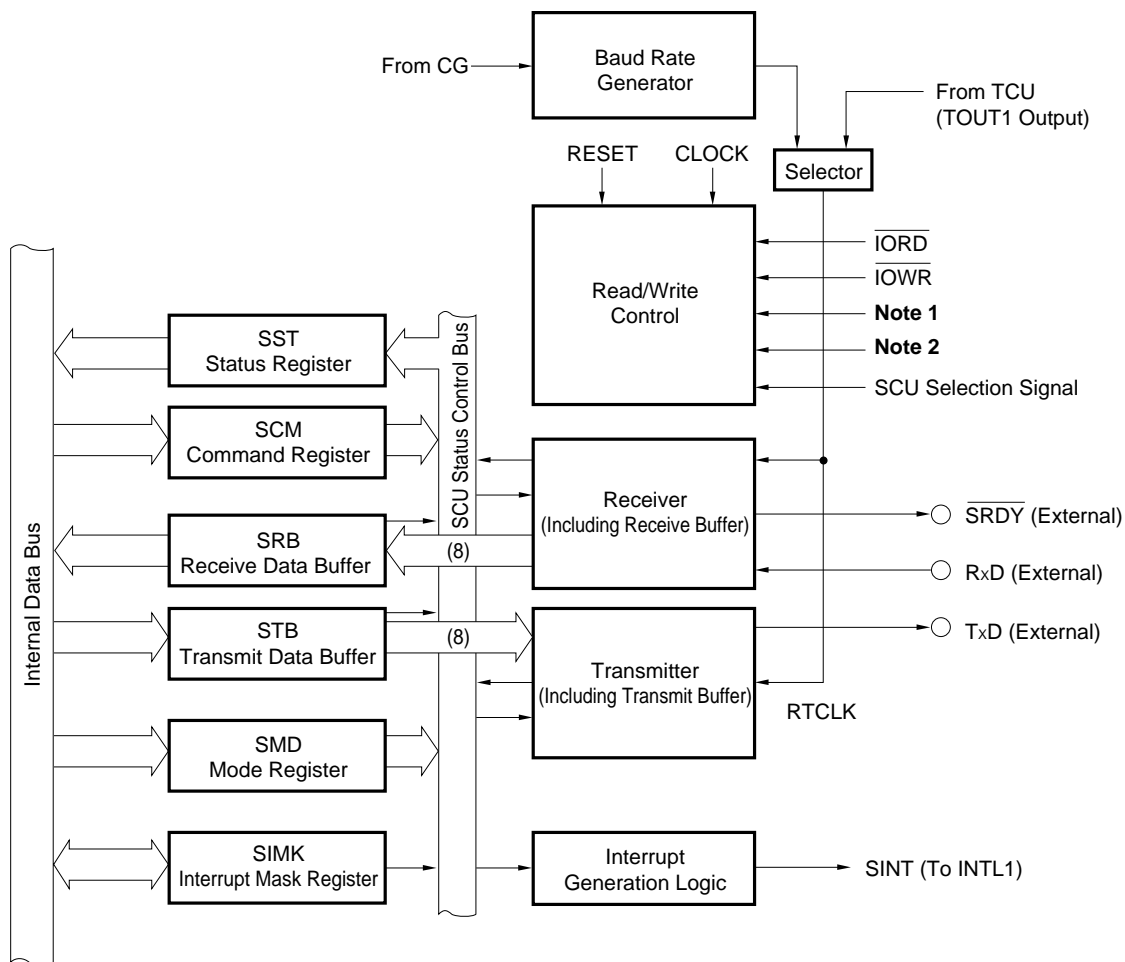 From CG
Baud Rate
Generator
From TCU
(TOUT1 Output)
RESET
CLOCK
Selector
Read/Write
Control
IORD
IOWR
Note 1
Note 2
SCU Selection Signal
Internal Data Bus
SCU Status Control Bus
SST
Status Register
SCM
Command Register
SRB
Receive Data Buffer
(8)
Receiver
(Including Receive Buffer)
SRDY (External)
RxD (External)
STB
Transmit Data Buffer
(8)
Transmitter
(Including Transmit Buffer)
TxD (External)
RTCLK
SMD
Mode Register
SIMK
Interrupt Mask Register
Interrupt
Generation Logic
SINT (To INTL1)